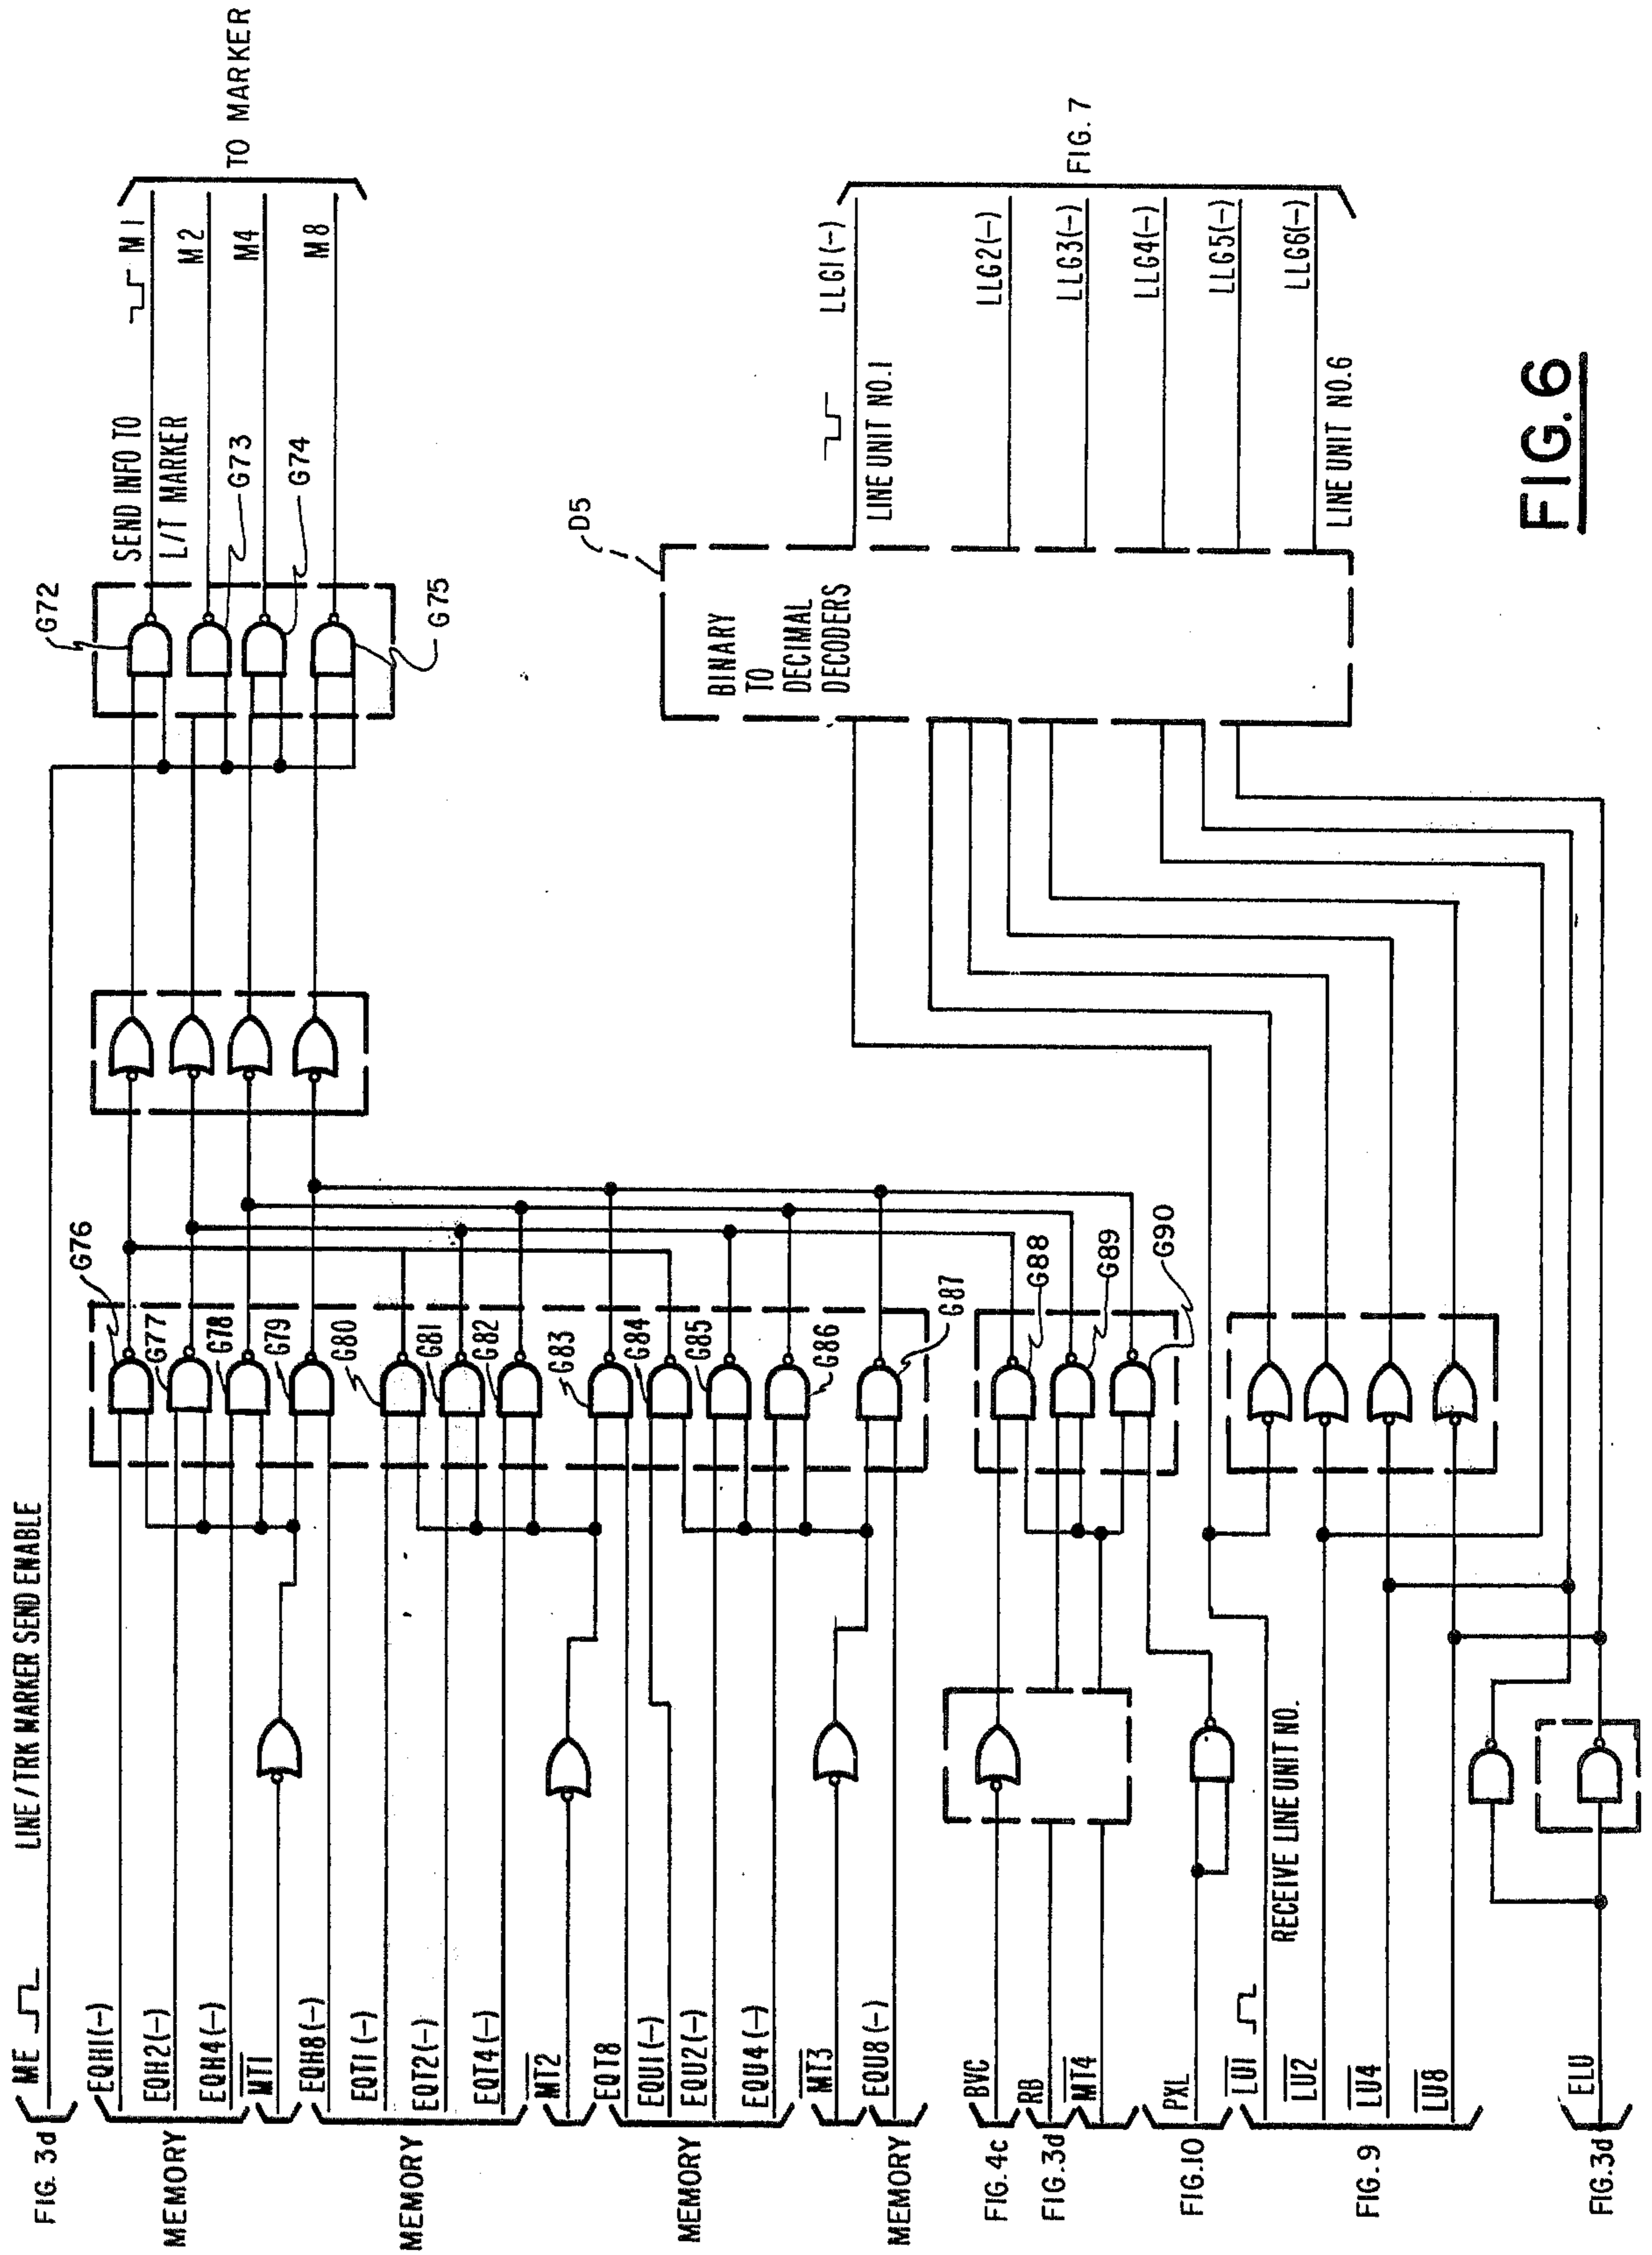 FIG. 3d
ME
LINE/TRK MARKER SEND ENABLE
MEMORY
EQH1(−)
EQH2(−)
EQH4(−)
MT1
EQH8(−)
MEMORY
EQT1(−)
EQT2(−)
EQT4(−)
MT2
EQT8
MEMORY
EQU1(−)
EQU2(−)
EQU4(−)
MT3
MEMORY
EQU8(−)
FIG.4c
BVC
FIG.3d
RB
MT4
FIG.10
PXL
FIG. 9
LU1
RECEIVE LINE UNIT NO.
LU2
LU4
LU8
FIG.3d
ELU
G76
G77
G78
G79
G80
G81
G82
G83
G84
G85
G86
G87
G88
G89
G90
G72
G73
G74
G75
SEND INFO TO
L/T MARKER
M1
M2
M4
M8
TO MARKER
D5
BINARY
TO
DECIMAL
DECODERS
LLG1(−)
LINE UNIT NO.1
LLG2(−)
LLG3(−)
LLG4(−)
LLG5(−)
LLG6(−)
LINE UNIT NO.6
FIG. 7
FIG. 6